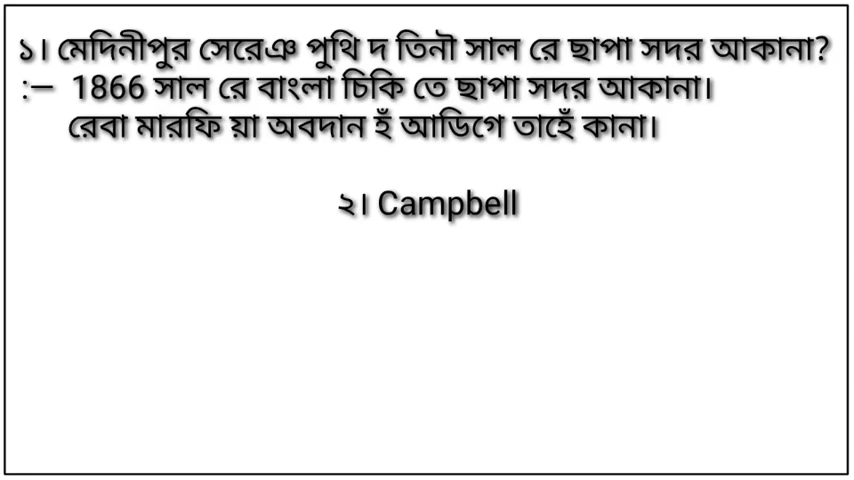 ১। মেদিনীপুর সেরেঞ পুথি দ তিনৗ সাল রে ছাপা সদর আকানা?
:— 1866 সাল রে বাংলা চিকি তে ছাপা সদর আকানা।
রেবা মারফি য়া অবদান হঁ আডিগে তাহেঁ কানা।
২। Campbell